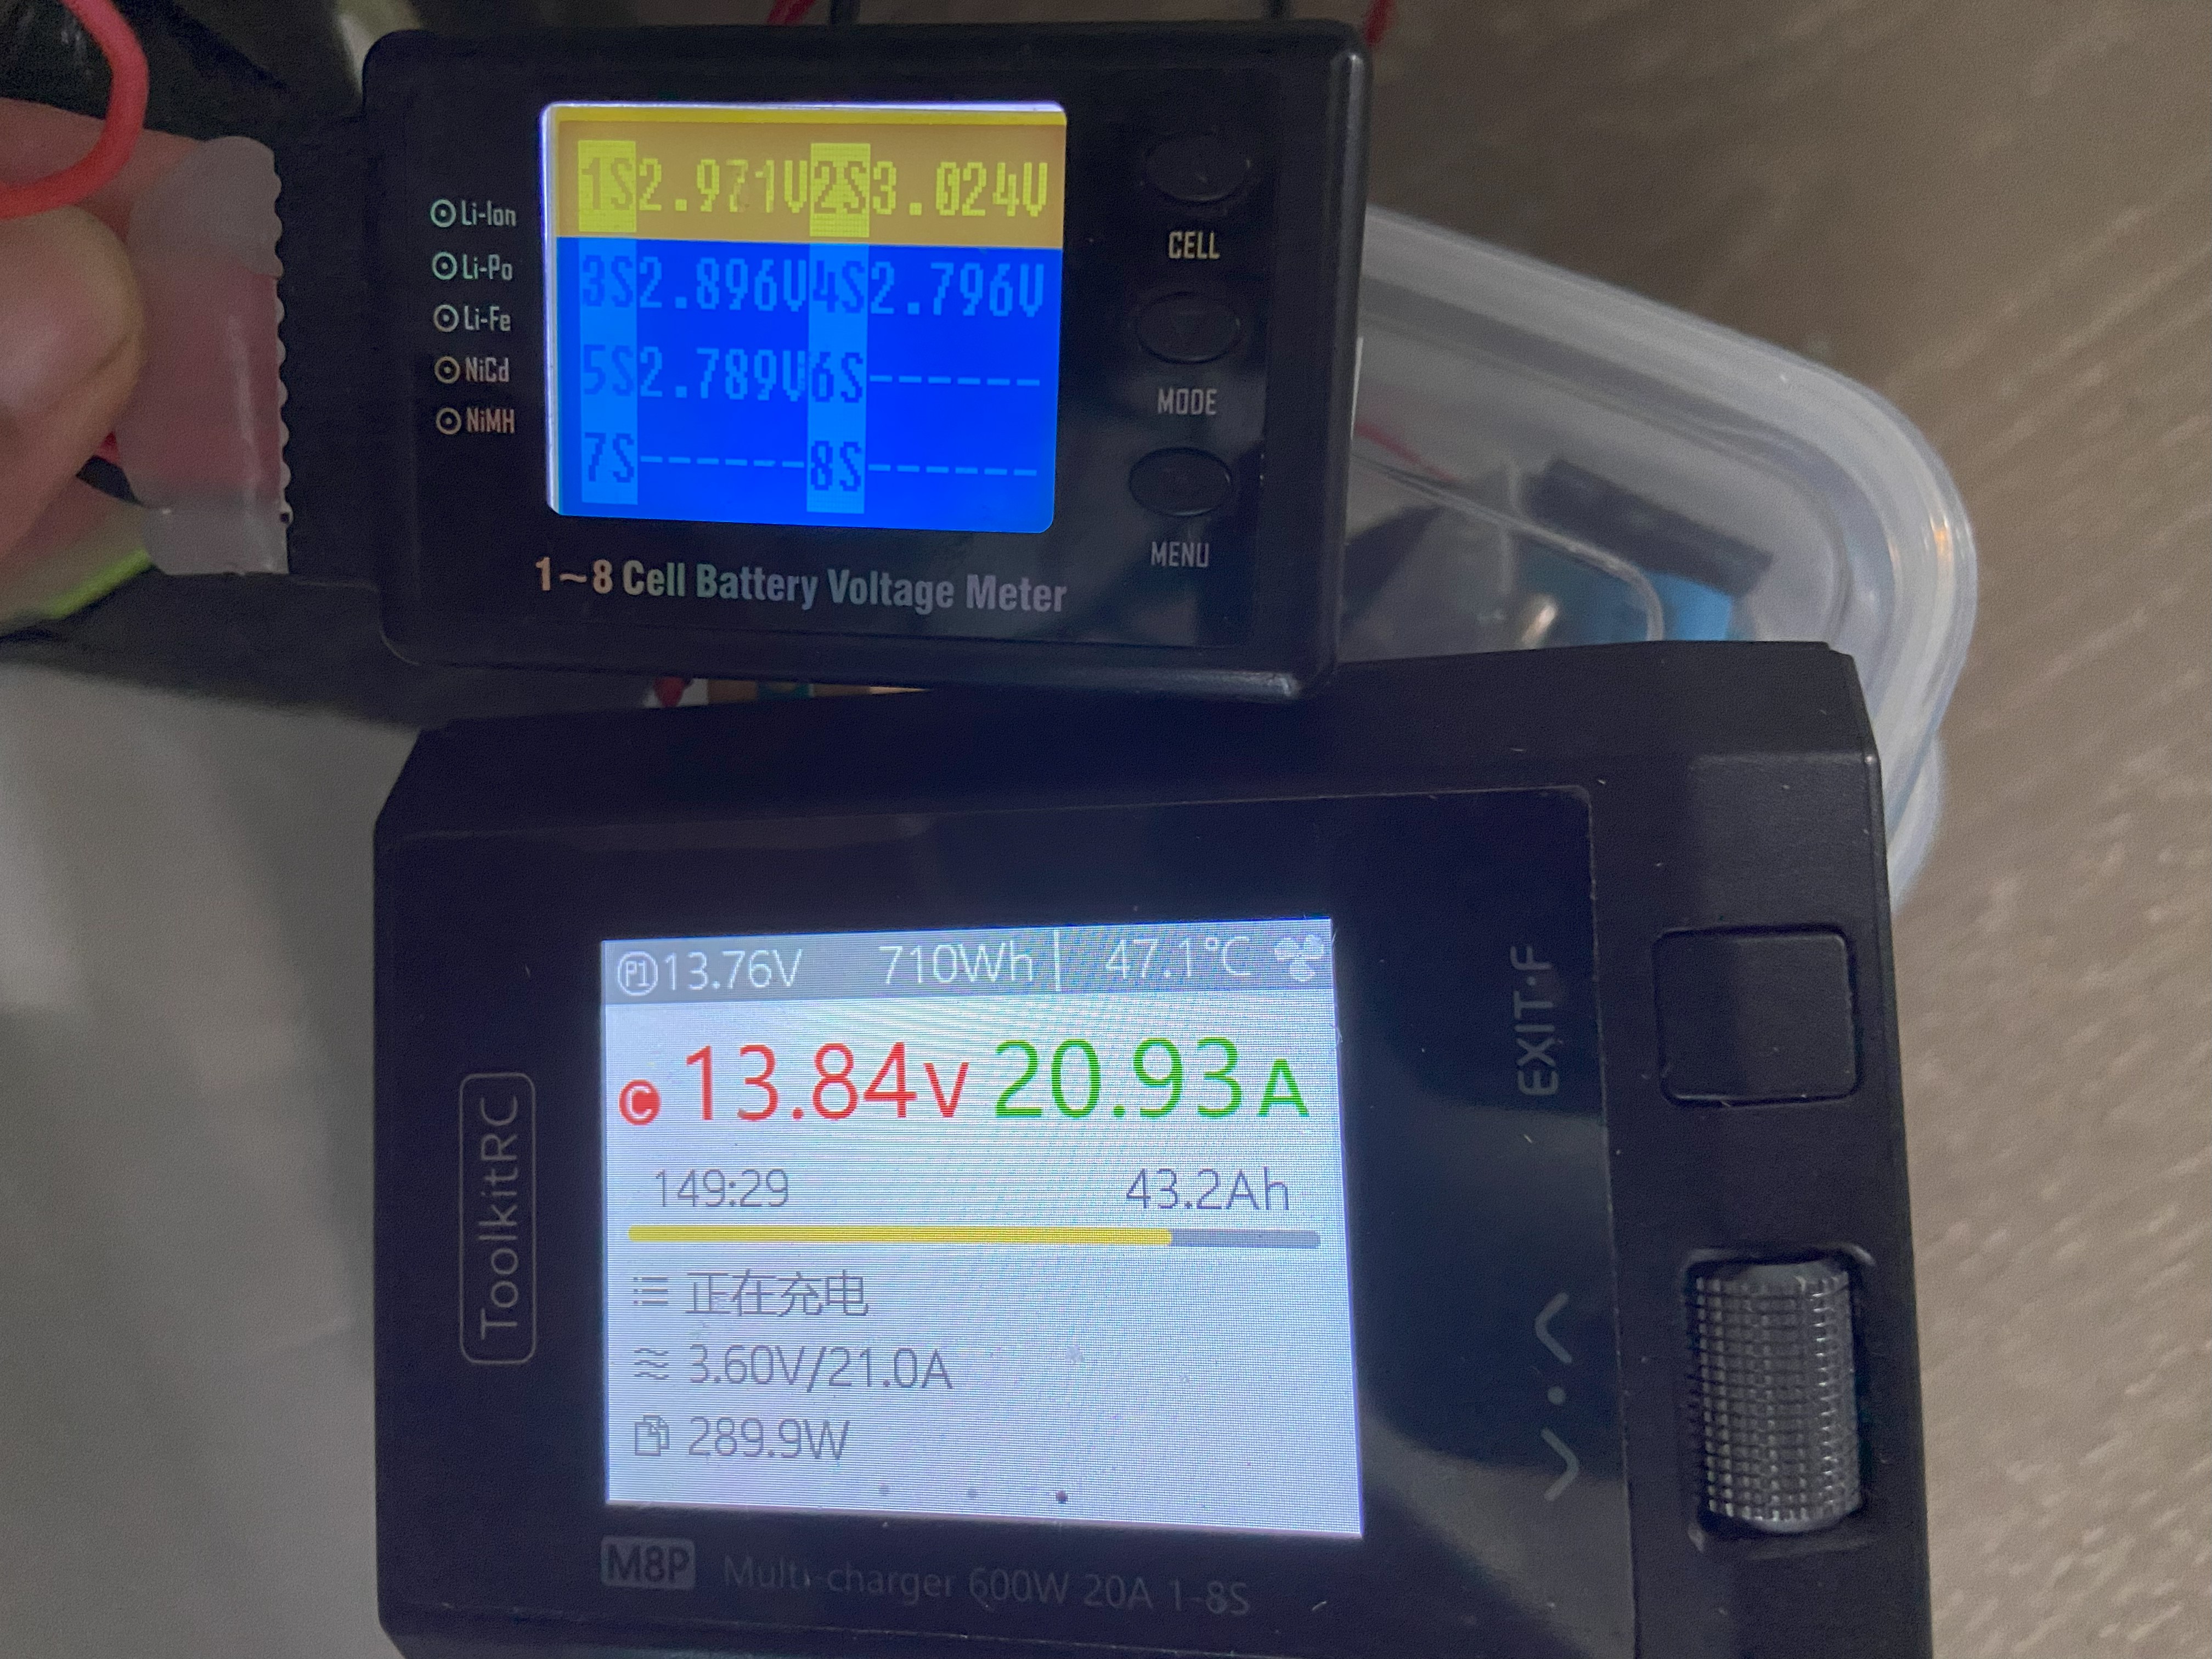 1S2.971V2S3.024V
3S2.896V4S2.796V
5S2.789V6S------
7S------8S------
Li-Ion
Li-Po
Li-Fe
NiCd
NiMH
CELL
MODE
MENU
1~8 Cell Battery Voltage Meter
P1 13.76V 710Wh 47.1°C
C 13.84V 20.93A
149:29 43.2Ah
正在充电
3.60V/21.0A
289.9W
ToolkitRC
EXIT·F
M8P Multi-charger 600W 20A 1-8S